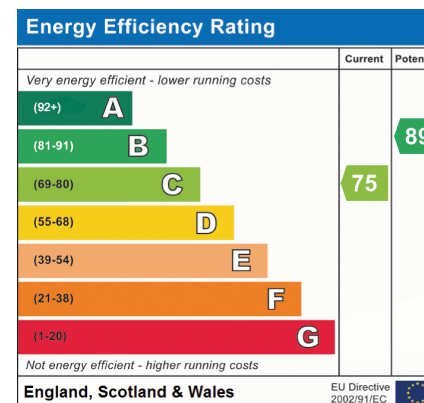 Energy Efficiency Rating
Current Poten
Very energy efficient - lower running costs
(92+) A
(81-91) B
89
(69-80) C
75
(55-68) D
(39-54) E
(21-38) F
(1-20) G
Not energy efficient - higher running costs
England, Scotland & Wales
EU Directive
2002/91/EC